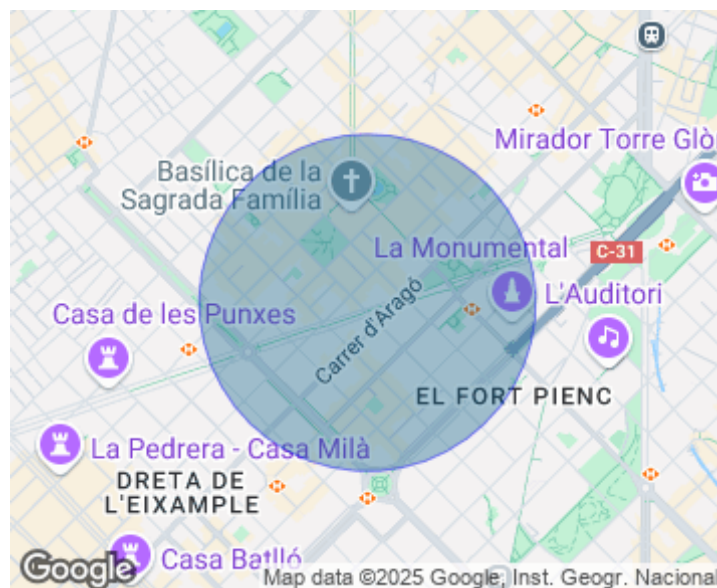 Mirador Torre Glò
Basílica de la
Sagrada Família
La Monumental
C-31
L'Auditori
Casa de les Punxes
Carrer d'Aragó
EL FORT PIENC
La Pedrera - Casa Milà
DRETA DE
L'EIXAMPLE
Casa Batlló
Google
Map data ©2025 Google, Inst. Geogr. Nacional